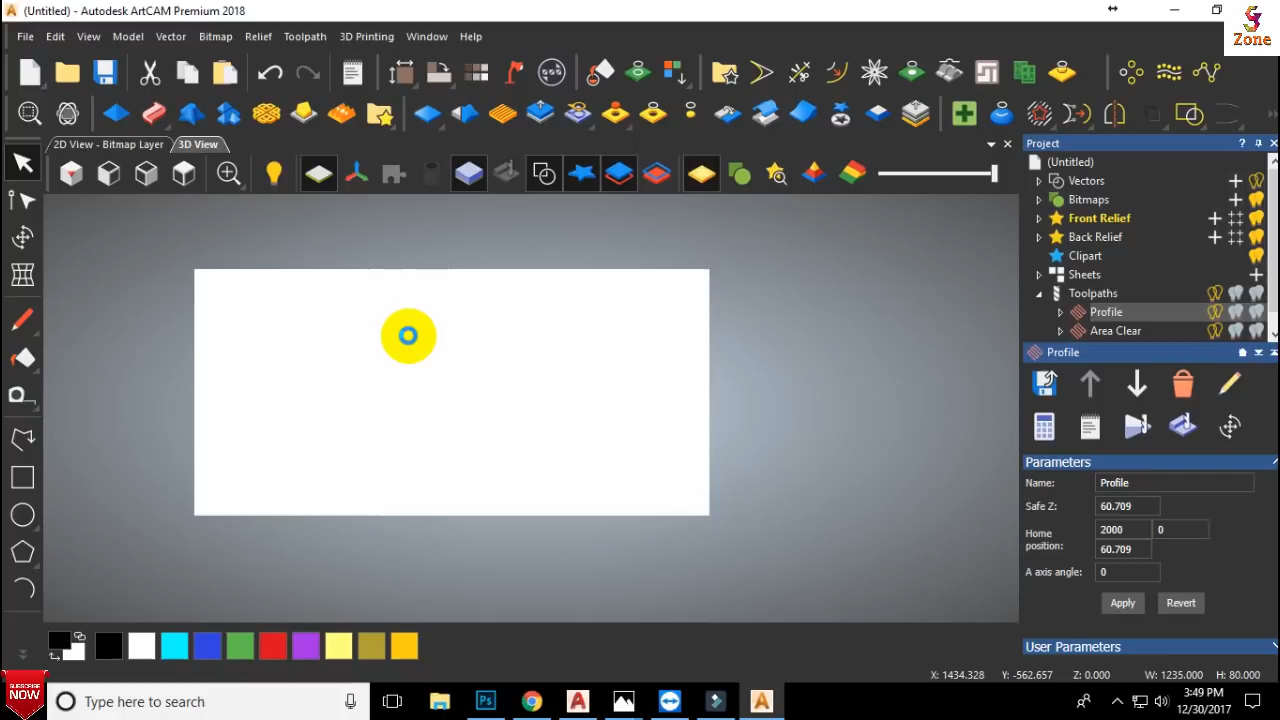 (Untitled) - Autodesk ArtCAM Premium 2018
Zone
File Edit View Model Vector Bitmap Relief Toolpath 3D Printing Window Help
2D View - Bitmap Layer 3D View
Project
(Untitled)
Vectors
Bitmaps
Front Relief
Back Relief
Clipart
Sheets
Toolpaths
Profile
Area Clear
Profile
Parameters
Name: Profile
Safe Z: 60.709
Home position: 2000 0
60.709
A axis angle: 0
Apply Revert
User Parameters
X: 1434.328 Y: -562.657 Z: 0.000 W: 1235.000 H: 80.000
SUBSCRIBE
NOW
Type here to search
3:49 PM
12/30/2017